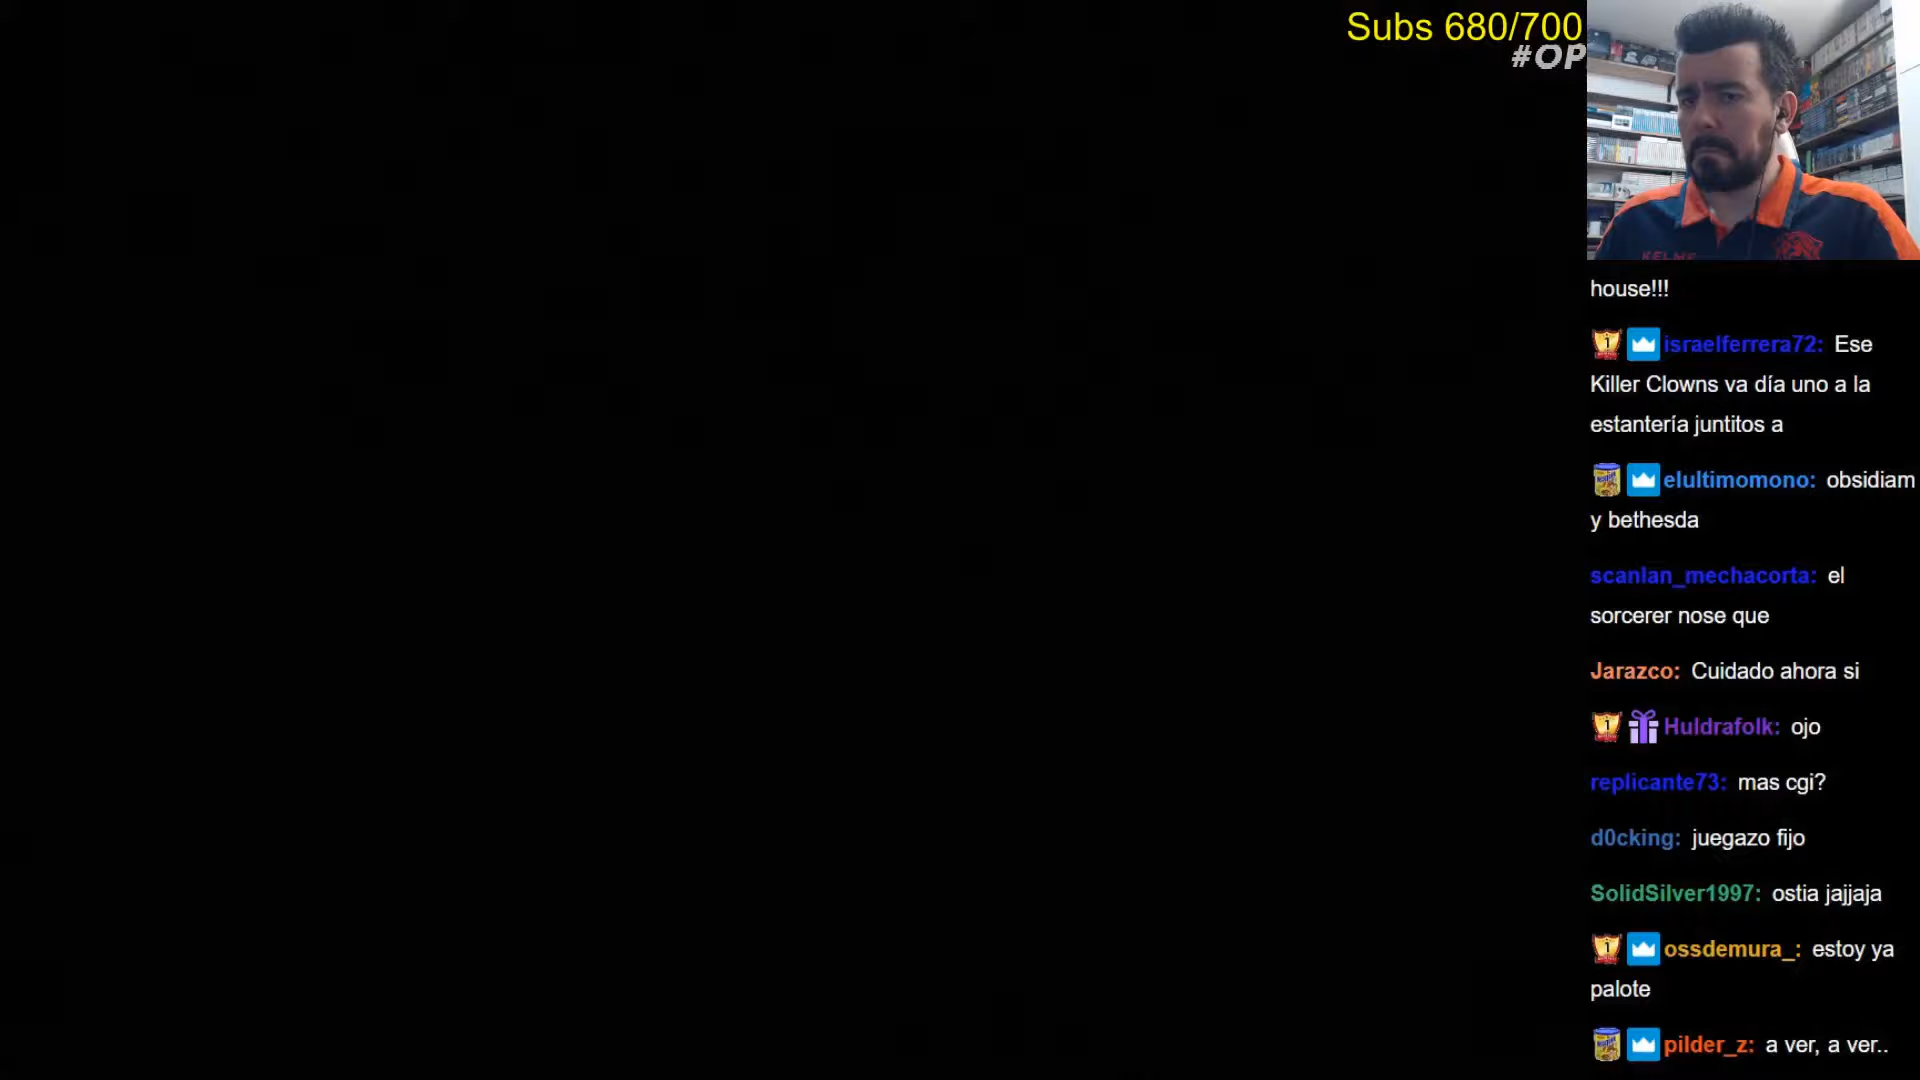 Subs 680/700
#OP
KELME
house!!!
israelferrera72: Ese
Killer Clowns va día uno a la
estantería juntitos a
elultimomono: obsidiam
y bethesda
scanlan_mechacorta: el
sorcerer nose que
Jarazco: Cuidado ahora si
Huldrafolk: ojo
replicante73: mas cgi?
d0cking: juegazo fijo
SolidSilver1997: ostia jajjaja
ossdemura_: estoy ya
palote
pilder_z: a ver, a ver..